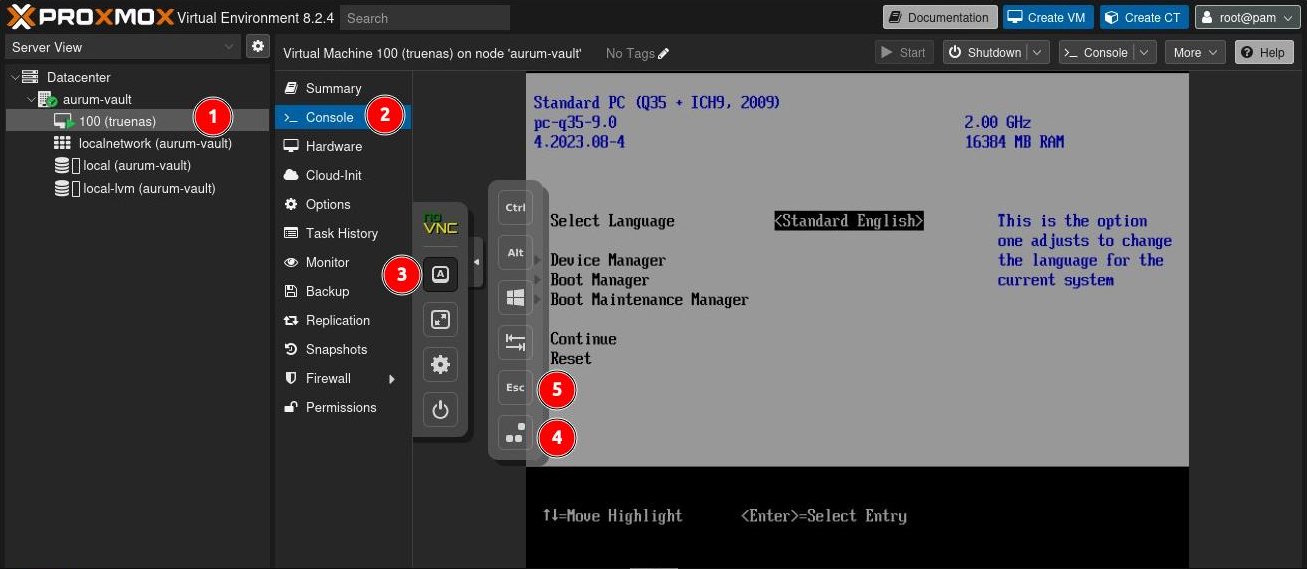 PROXMOX Virtual Environment 8.2.4 Search Documentation Create VM Create CT root@pam
Server View
Virtual Machine 100 (truenas) on node 'aurum-vault' No Tags Start Shutdown >_ Console More Help
Datacenter
aurum-vault
100 (truenas)
localnetwork (aurum-vault)
local (aurum-vault)
local-lvm (aurum-vault)
1
Summary
>_ Console
2
Hardware
Cloud-Init
Options
Task History
Monitor
Backup
Replication
Snapshots
Firewall
Permissions
no
VNC
3
A
Ctrl
Alt
Esc
5
4
Standard PC (Q35 + ICH9, 2009)
pc-q35-9.0 2.00 GHz
4.2023.08-4 16384 MB RAM
Select Language <Standard English> This is the option
one adjusts to change
Device Manager the language for the
Boot Manager current system
Boot Maintenance Manager
Continue
Reset
↑↓=Move Highlight <Enter>=Select Entry